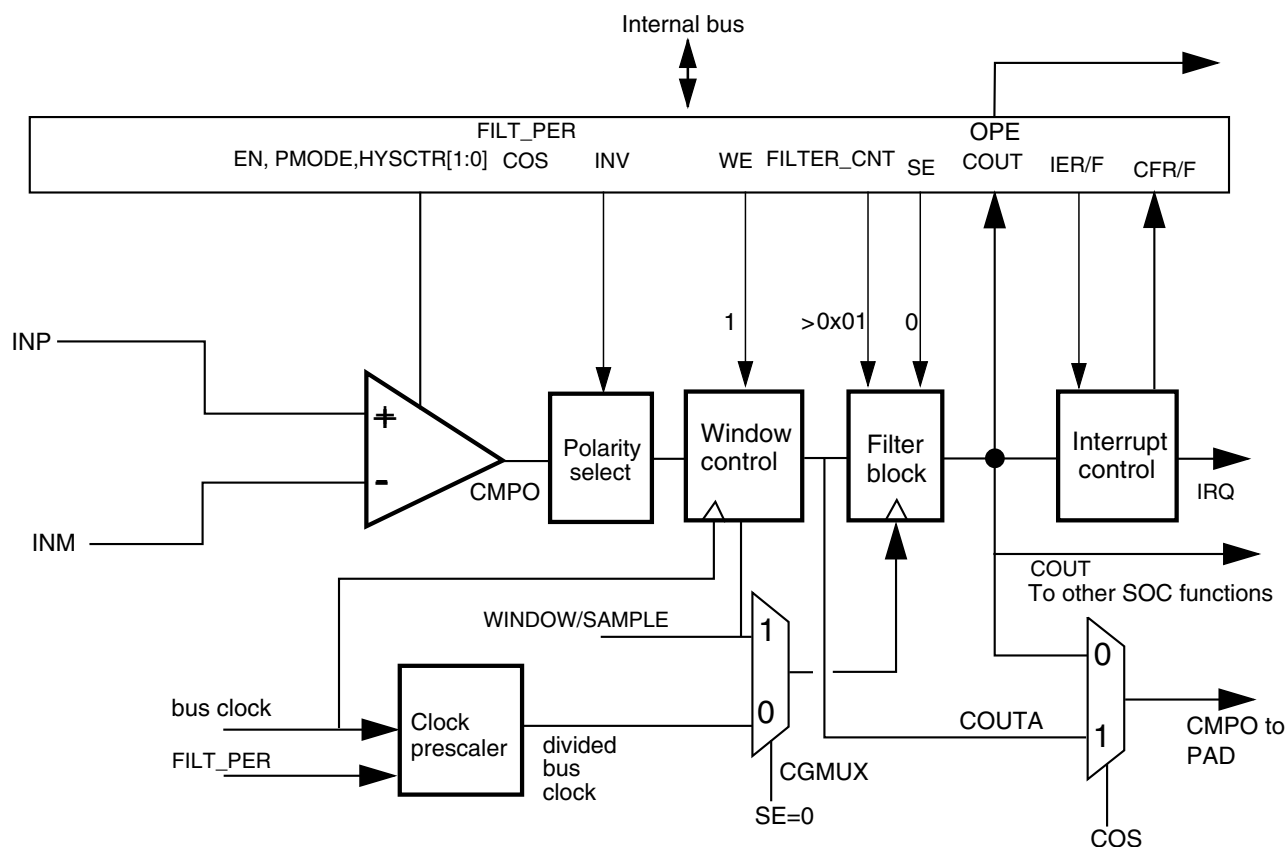 Internal bus
FILT_PER
OPE
EN, PMODE,HYSCTR[1:0]
COS
INV
WE
FILTER_CNT
SE
COUT
IER/F
CFR/F
1
>0x01
0
INP
+
-
INM
CMPO
Polarity
select
Window
control
Filter
block
Interrupt
control
IRQ
COUT
To other SOC functions
WINDOW/SAMPLE
1
0
bus clock
FILT_PER
Clock
prescaler
divided
bus
clock
CGMUX
SE=0
COUTA
0
1
CMPO to
PAD
COS